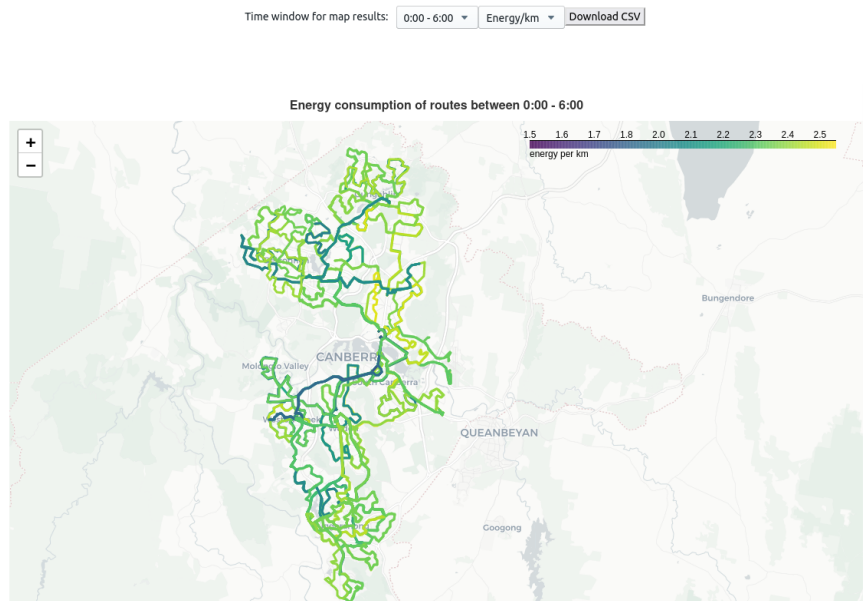 Time window for map results: 0:00 - 6:00 Energy/km Download CSV
Energy consumption of routes between 0:00 - 6:00
+
−
1.5 1.6 1.7 1.8 2.0 2.1 2.2 2.3 2.4 2.5
energy per km
Bungendore
CANBERR
Molonglo Valley
South Canberra
QUEANBEYAN
Googong